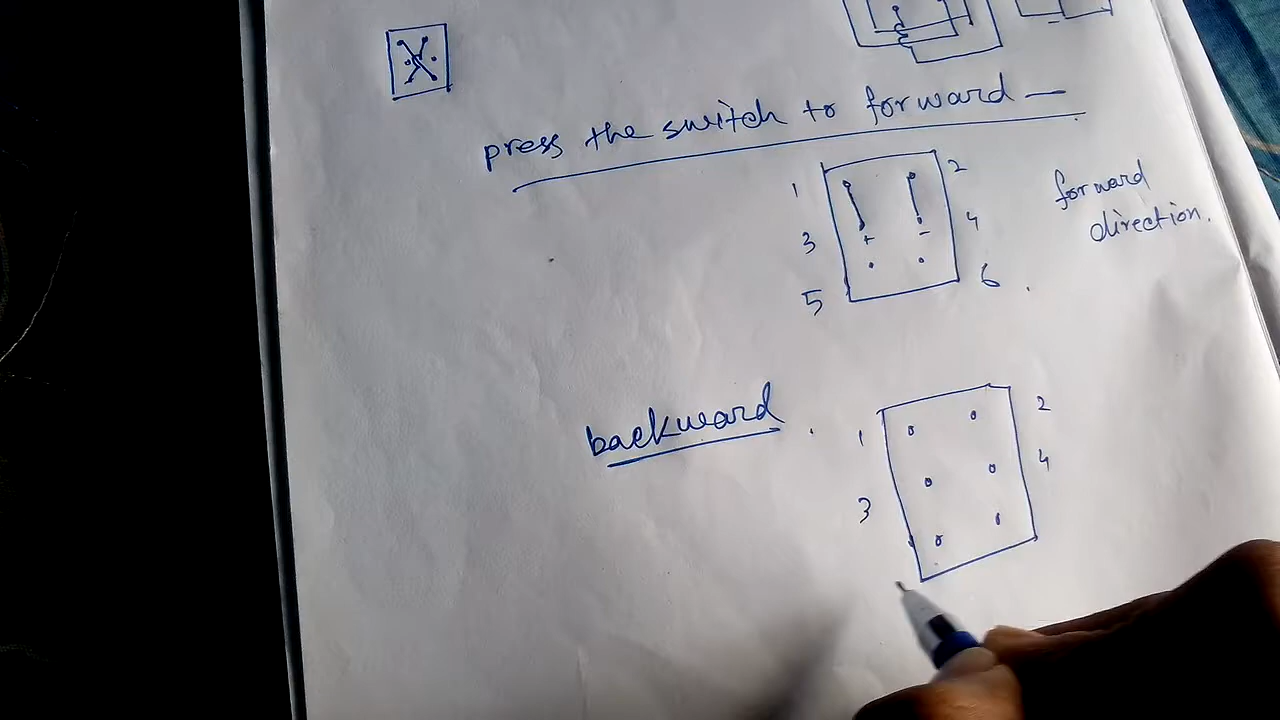 press the switch to forward —
1 2
forward
direction.
3 4
+ -
5 6
backward.
1 2
3 4